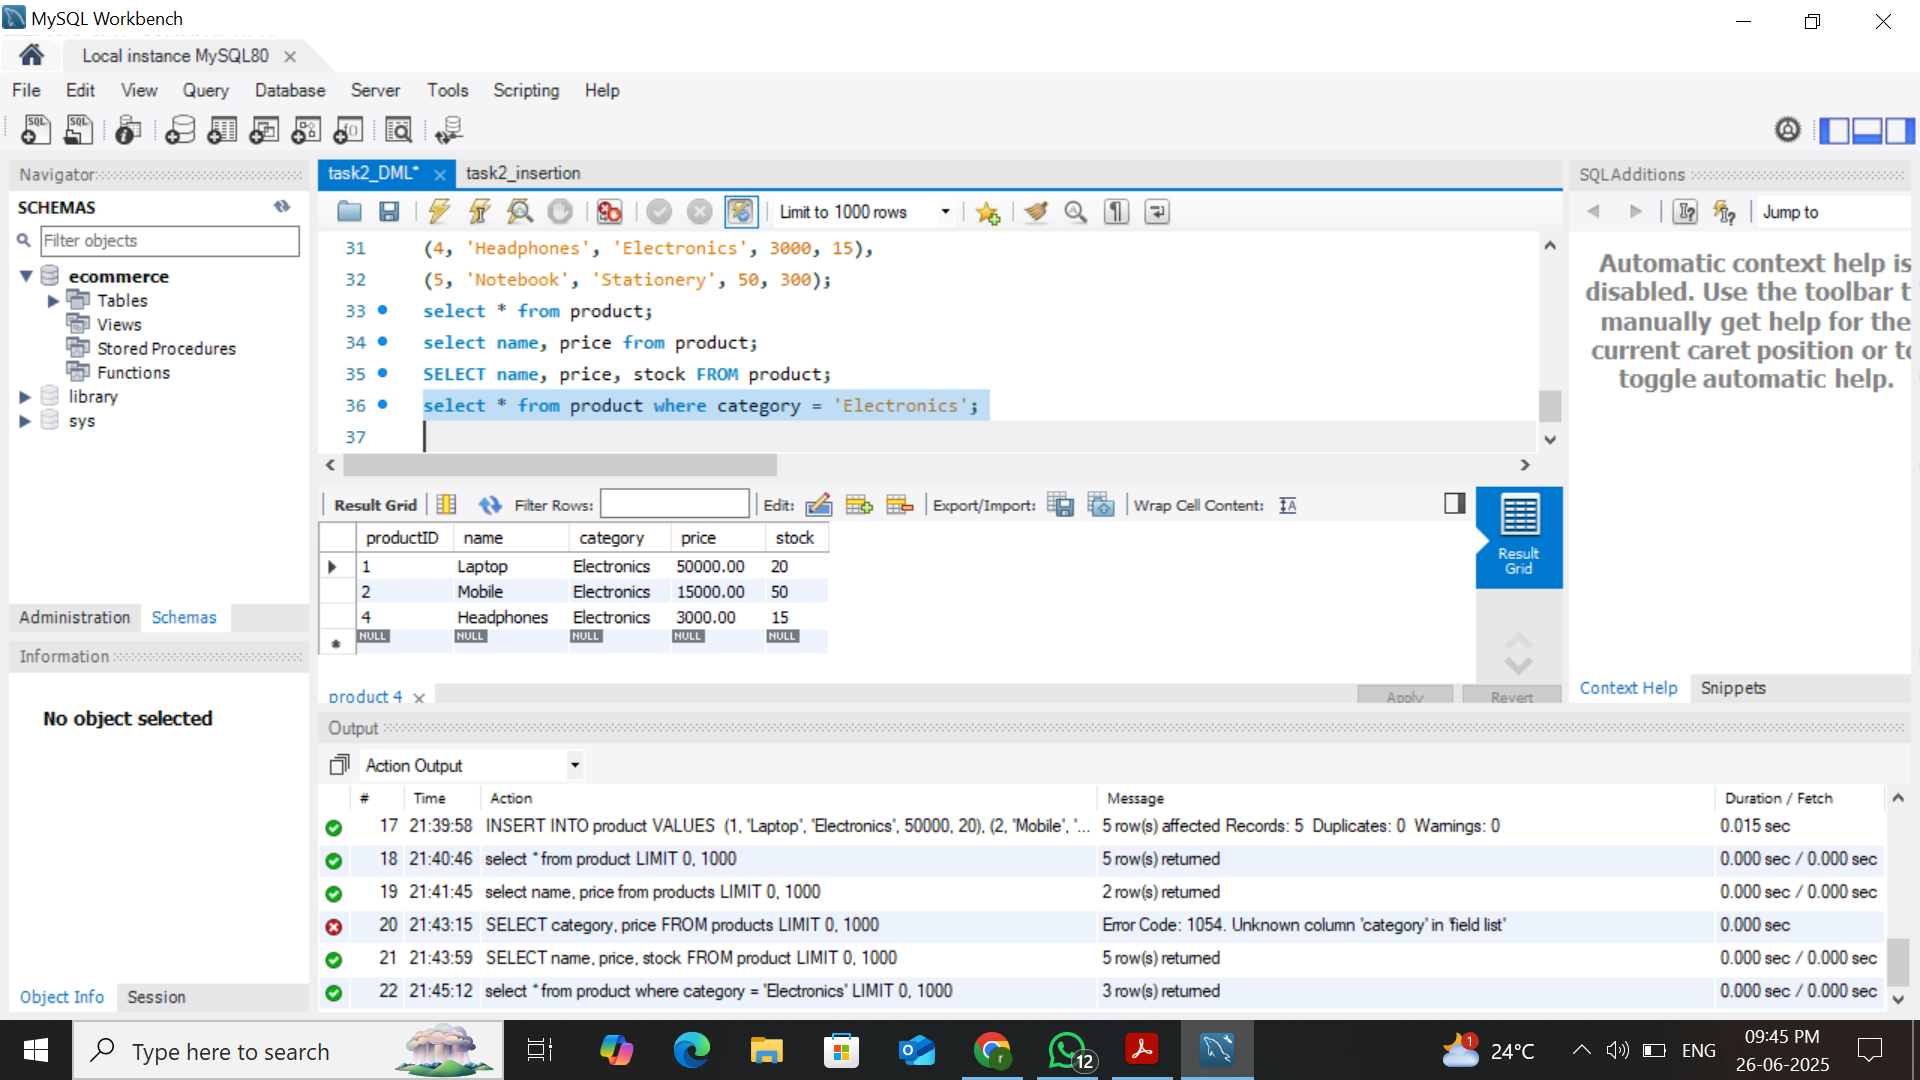 MySQL Workbench
Local instance MySQL80
File Edit View Query Database Server Tools Scripting Help
Navigator
SCHEMAS
Filter objects
ecommerce
Tables
Views
Stored Procedures
Functions
library
sys
Administration Schemas
Information
No object selected
Object Info Session
task2_DML* task2_insertion
Limit to 1000 rows
31 (4, 'Headphones', 'Electronics', 3000, 15),
32 (5, 'Notebook', 'Stationery', 50, 300);
33 select * from product;
34 select name, price from product;
35 SELECT name, price, stock FROM product;
36 select * from product where category = 'Electronics';
37
Result Grid Filter Rows: Edit: Export/Import: Wrap Cell Content:
productID name category price stock
1 Laptop Electronics 50000.00 20
2 Mobile Electronics 15000.00 50
4 Headphones Electronics 3000.00 15
NULL NULL NULL NULL NULL
Result
Grid
product 4
Apply Revert
SQLAdditions
Jump to
Automatic context help is
disabled. Use the toolbar t
manually get help for the
current caret position or to
toggle automatic help.
Context Help Snippets
Output
Action Output
# Time Action Message Duration / Fetch
17 21:39:58 INSERT INTO product VALUES (1, 'Laptop', 'Electronics', 50000, 20), (2, 'Mobile', '... 5 row(s) affected Records: 5 Duplicates: 0 Warnings: 0 0.015 sec
18 21:40:46 select * from product LIMIT 0, 1000 5 row(s) returned 0.000 sec / 0.000 sec
19 21:41:45 select name, price from products LIMIT 0, 1000 2 row(s) returned 0.000 sec / 0.000 sec
20 21:43:15 SELECT category, price FROM products LIMIT 0, 1000 Error Code: 1054. Unknown column 'category' in 'field list' 0.000 sec
21 21:43:59 SELECT name, price, stock FROM product LIMIT 0, 1000 5 row(s) returned 0.000 sec / 0.000 sec
22 21:45:12 select * from product where category = 'Electronics' LIMIT 0, 1000 3 row(s) returned 0.000 sec / 0.000 sec
Type here to search
12
1
24°C
ENG
09:45 PM
26-06-2025